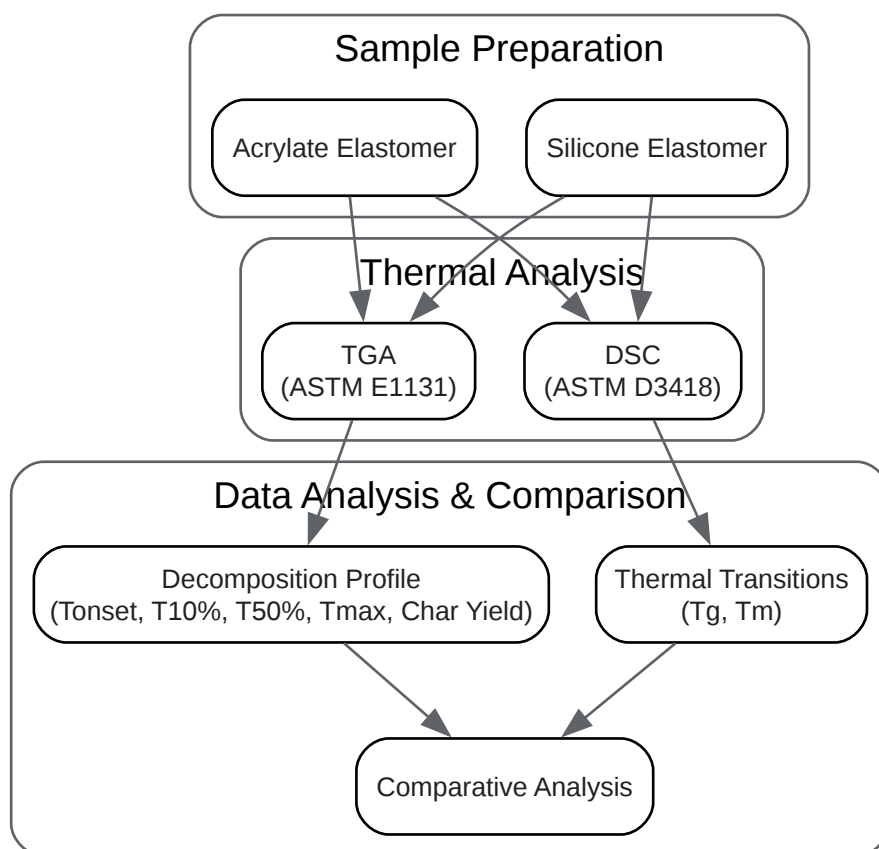 Sample Preparation
Acrylate Elastomer
Silicone Elastomer
Thermal Analysis
TGA
(ASTM E1131)
DSC
(ASTM D3418)
Data Analysis & Comparison
Decomposition Profile
(Tonset, T10%, T50%, Tmax, Char Yield)
Thermal Transitions
(Tg, Tm)
Comparative Analysis